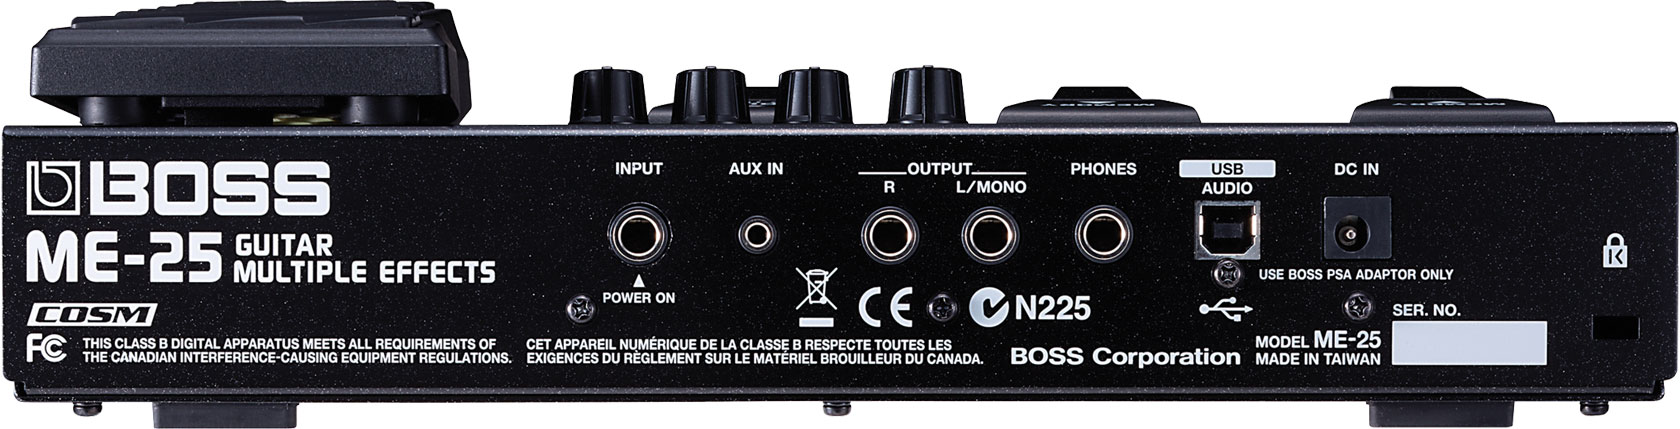 MEMORY
MEMORY
BOSS
ME-25 GUITAR
MULTIPLE EFFECTS
COSM
FC
THIS CLASS B DIGITAL APPARATUS MEETS ALL REQUIREMENTS OF
THE CANADIAN INTERFERENCE-CAUSING EQUIPMENT REGULATIONS.
INPUT
POWER ON
AUX IN
OUTPUT
R
L/MONO
PHONES
USB
AUDIO
DC IN
USE BOSS PSA ADAPTOR ONLY
CE
N225
CET APPAREIL NUMÉRIQUE DE LA CLASSE B RESPECTE TOUTES LES
EXIGENCES DU RÈGLEMENT SUR LE MATÉRIEL BROUILLEUR DU CANADA.
BOSS Corporation
MODEL ME-25
MADE IN TAIWAN
SER. NO.
K